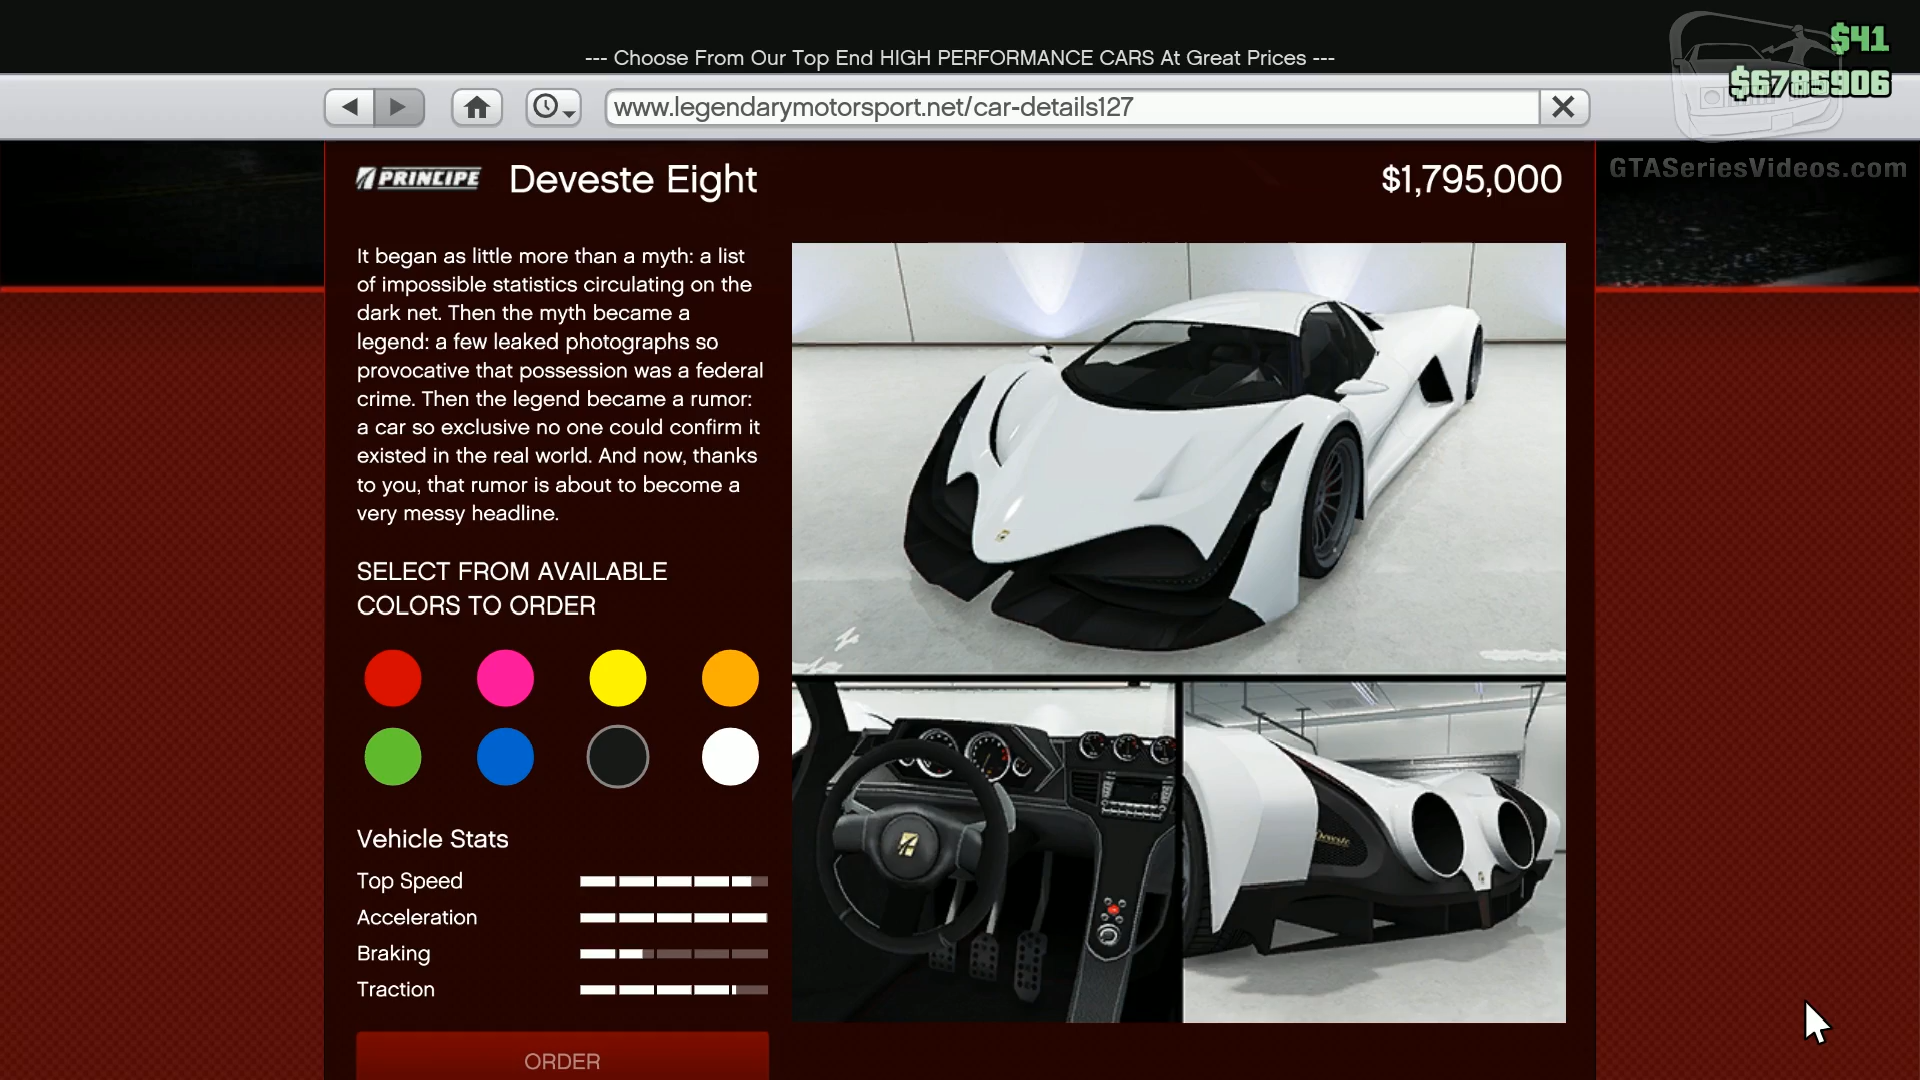 --- Choose From Our Top End HIGH PERFORMANCE CARS At Great Prices ---
$41
$6785906
www.legendarymotorsport.net/car-details127
GTASeriesVideos.com
PRINCIPE
Deveste Eight
$1,795,000
It began as little more than a myth: a list
of impossible statistics circulating on the
dark net. Then the myth became a
legend: a few leaked photographs so
provocative that possession was a federal
crime. Then the legend became a rumor:
a car so exclusive no one could confirm it
existed in the real world. And now, thanks
to you, that rumor is about to become a
very messy headline.
SELECT FROM AVAILABLE
COLORS TO ORDER
Vehicle Stats
Top Speed
Acceleration
Braking
Traction
ORDER
Deveste